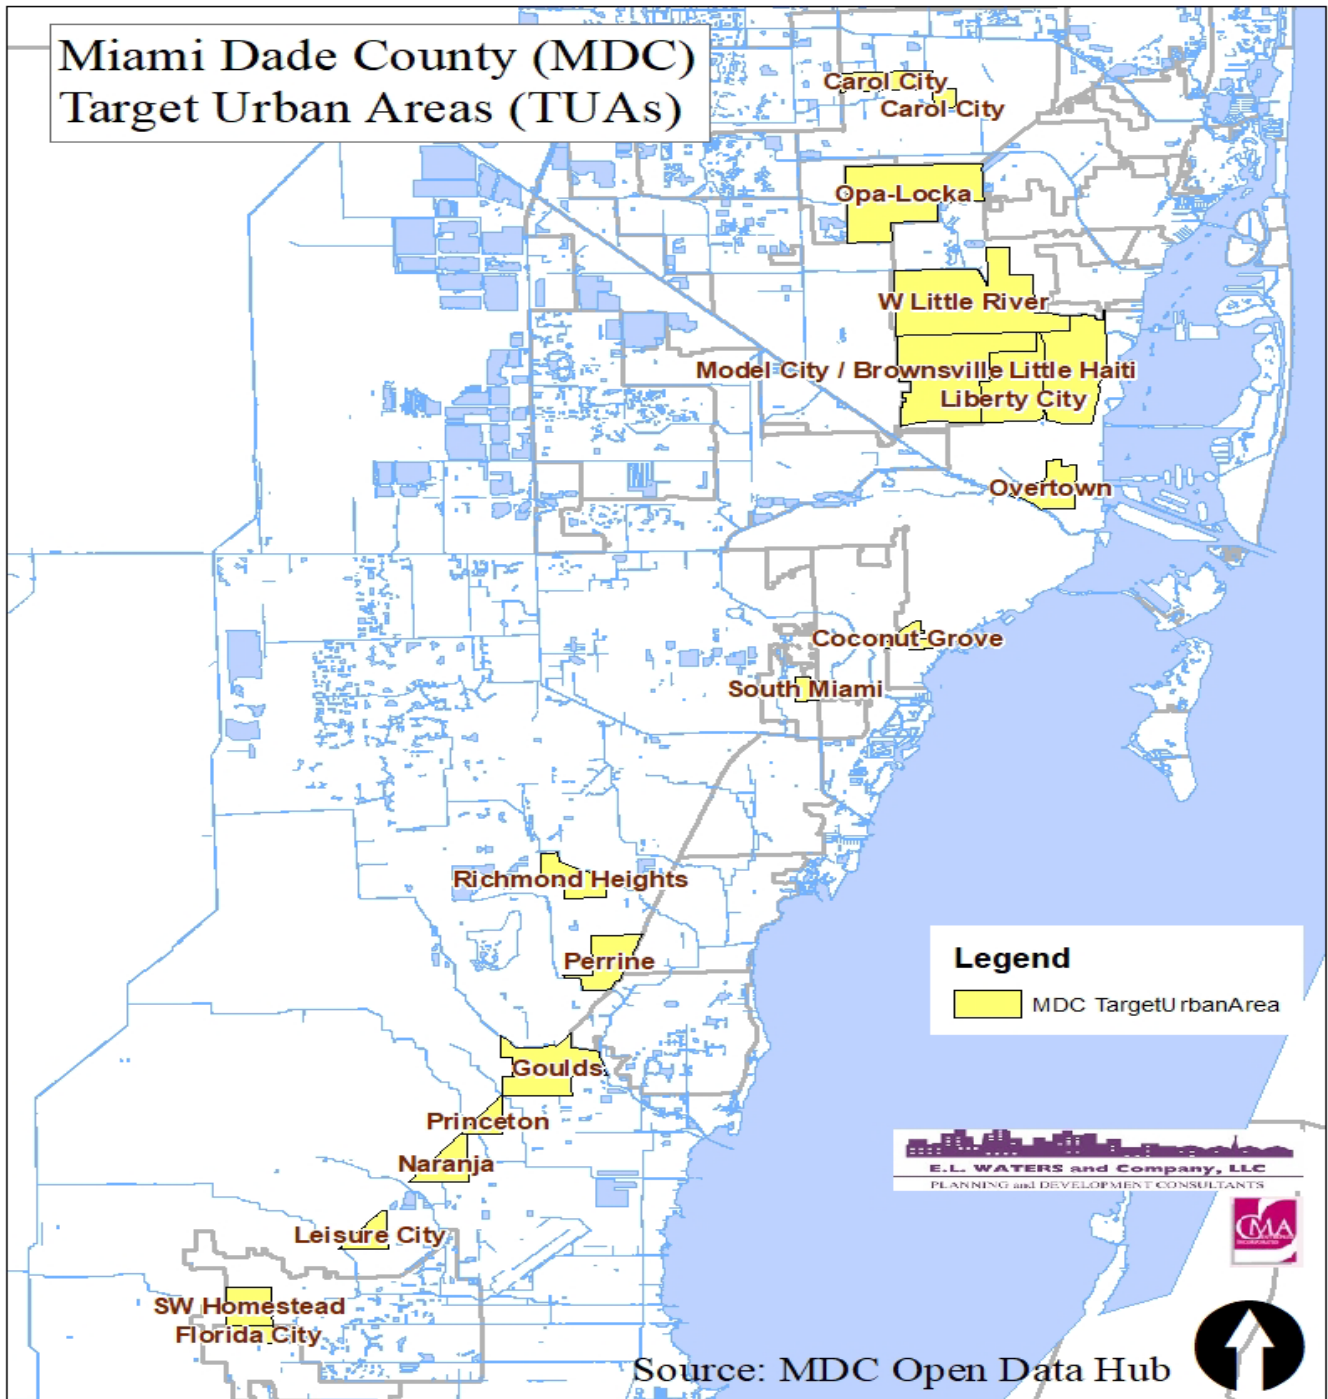 Miami Dade County (MDC)
Target Urban Areas (TUAs)
Carol City
Carol City
Opa-Locka
W Little River
Model City / Brownsville Little Haiti
Liberty City
Overtown
Coconut Grove
South Miami
Richmond Heights
Perrine
Goulds
Princeton
Naranja
Leisure City
SW Homestead
Florida City
Legend
MDC TargetUrbanArea
E.L. WATERS and Company, LLC
PLANNING and DEVELOPMENT CONSULTANTS
CMA
Source: MDC Open Data Hub